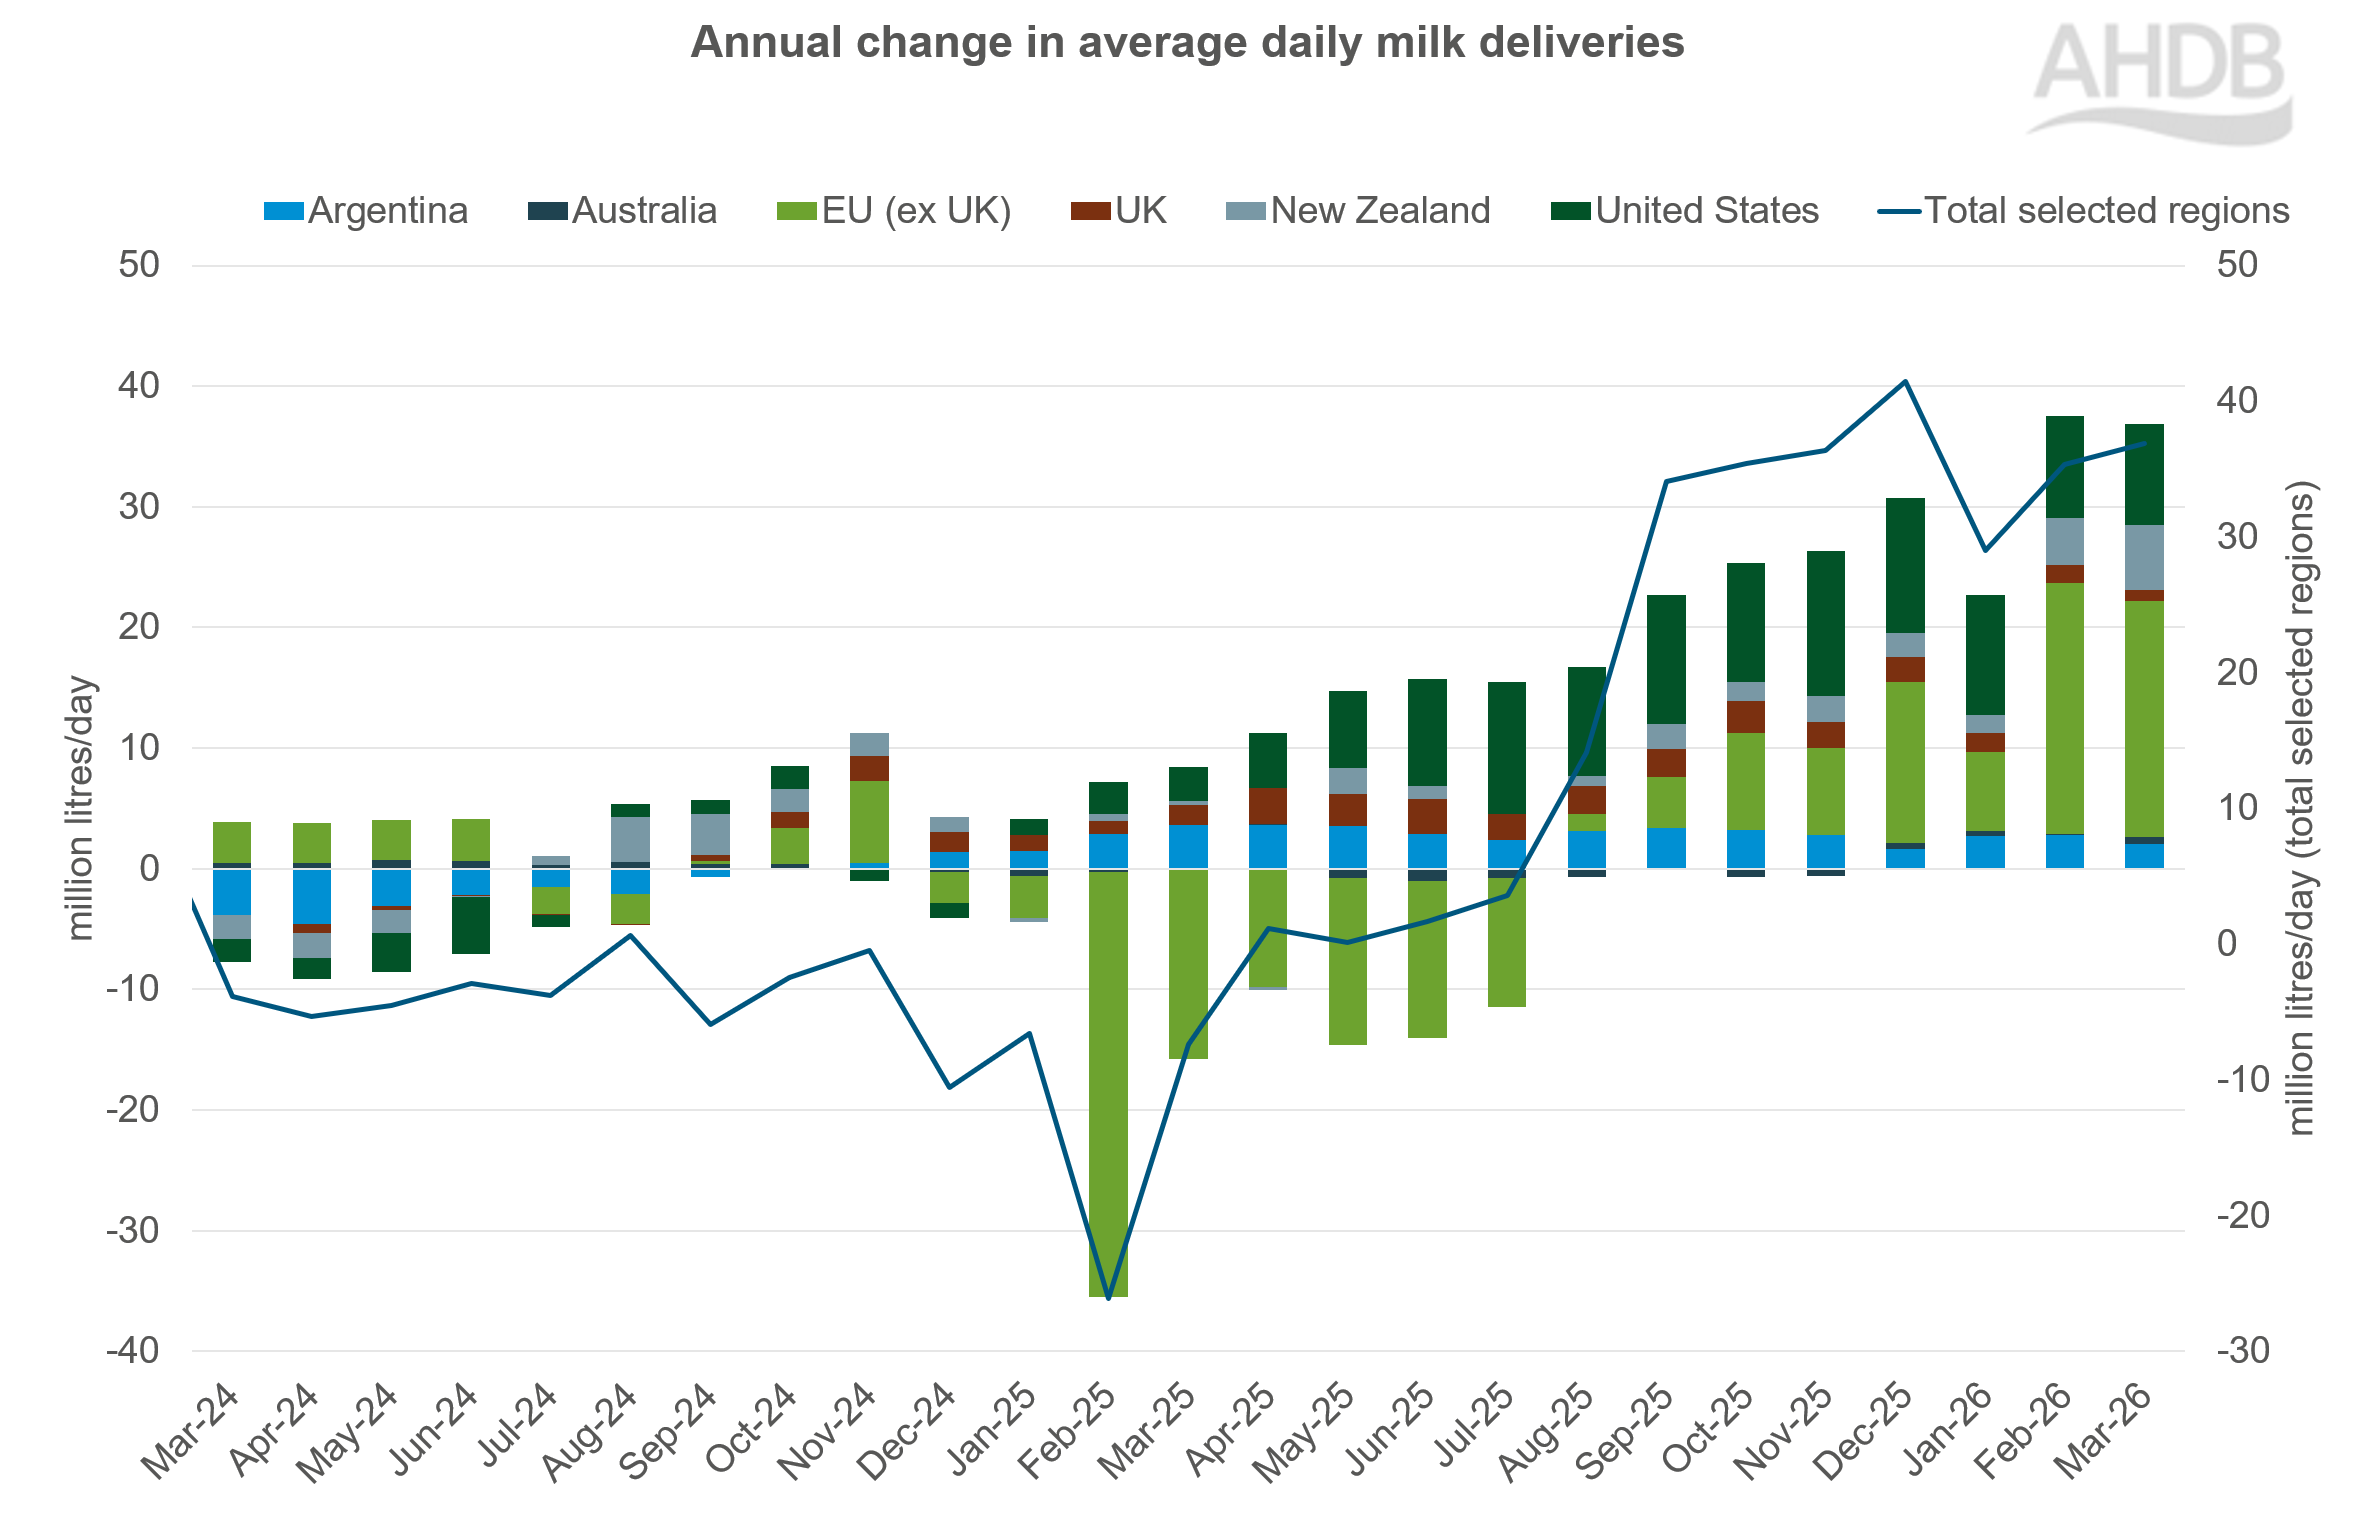 Annual change in average daily milk deliveries
AHDB
Argentina Australia EU (ex UK) UK New Zealand United States Total selected regions
50 50
40 40
30 30
20 20
10 10
0 0
-10 -10
-20 -20
-30 -30
-40
million litres/day
million litres/day (total selected regions)
Mar-24 Apr-24 May-24 Jun-24 Jul-24 Aug-24 Sep-24 Oct-24 Nov-24 Dec-24 Jan-25 Feb-25 Mar-25 Apr-25 May-25 Jun-25 Jul-25 Aug-25 Sep-25 Oct-25 Nov-25 Dec-25 Jan-26 Feb-26 Mar-26